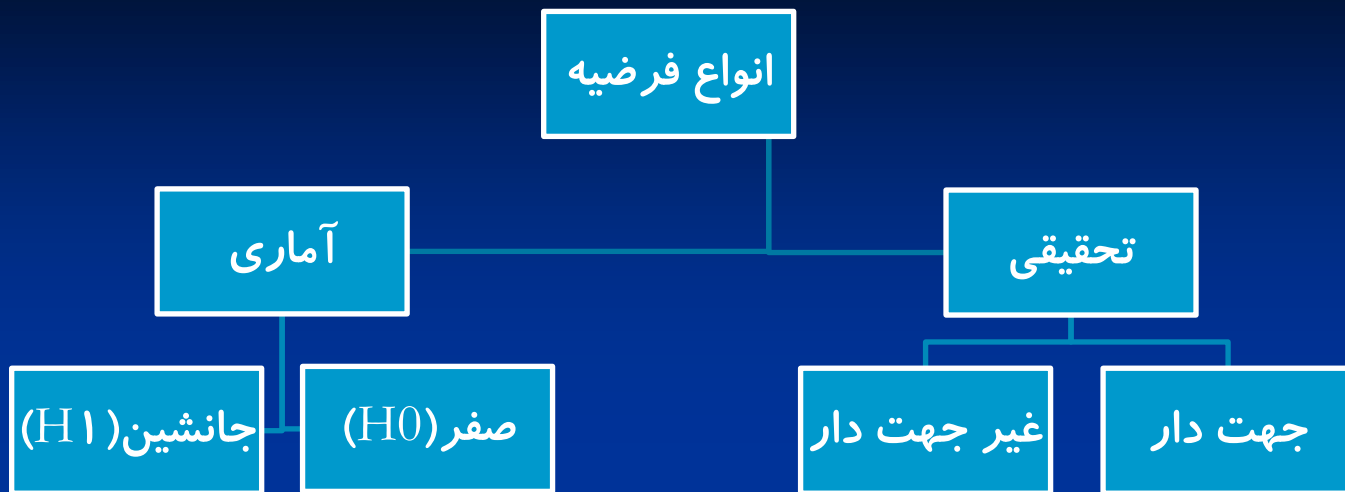 انواع فرضیه
تحقیقی
آماری
جهت دار
غیر جهت دار
صفر(H0)
جانشین(H۱)